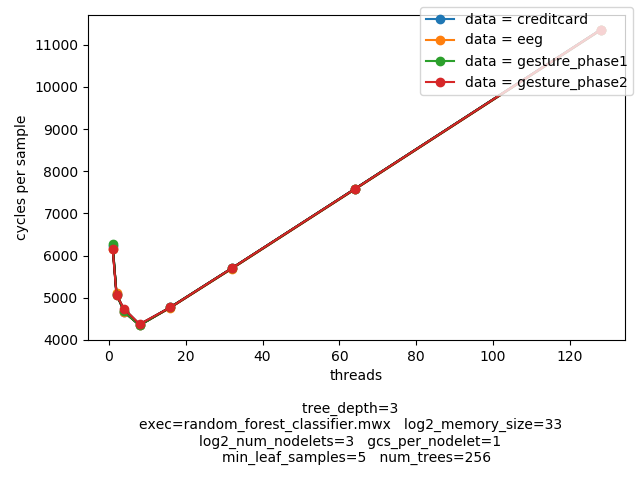 data = creditcard
data = eeg
data = gesture_phase1
data = gesture_phase2
11000
10000
9000
8000
7000
6000
5000
4000
cycles per sample
0 20 40 60 80 100 120
threads
tree_depth=3
exec=random_forest_classifier.mwx log2_memory_size=33
log2_num_nodelets=3 gcs_per_nodelet=1
min_leaf_samples=5 num_trees=256